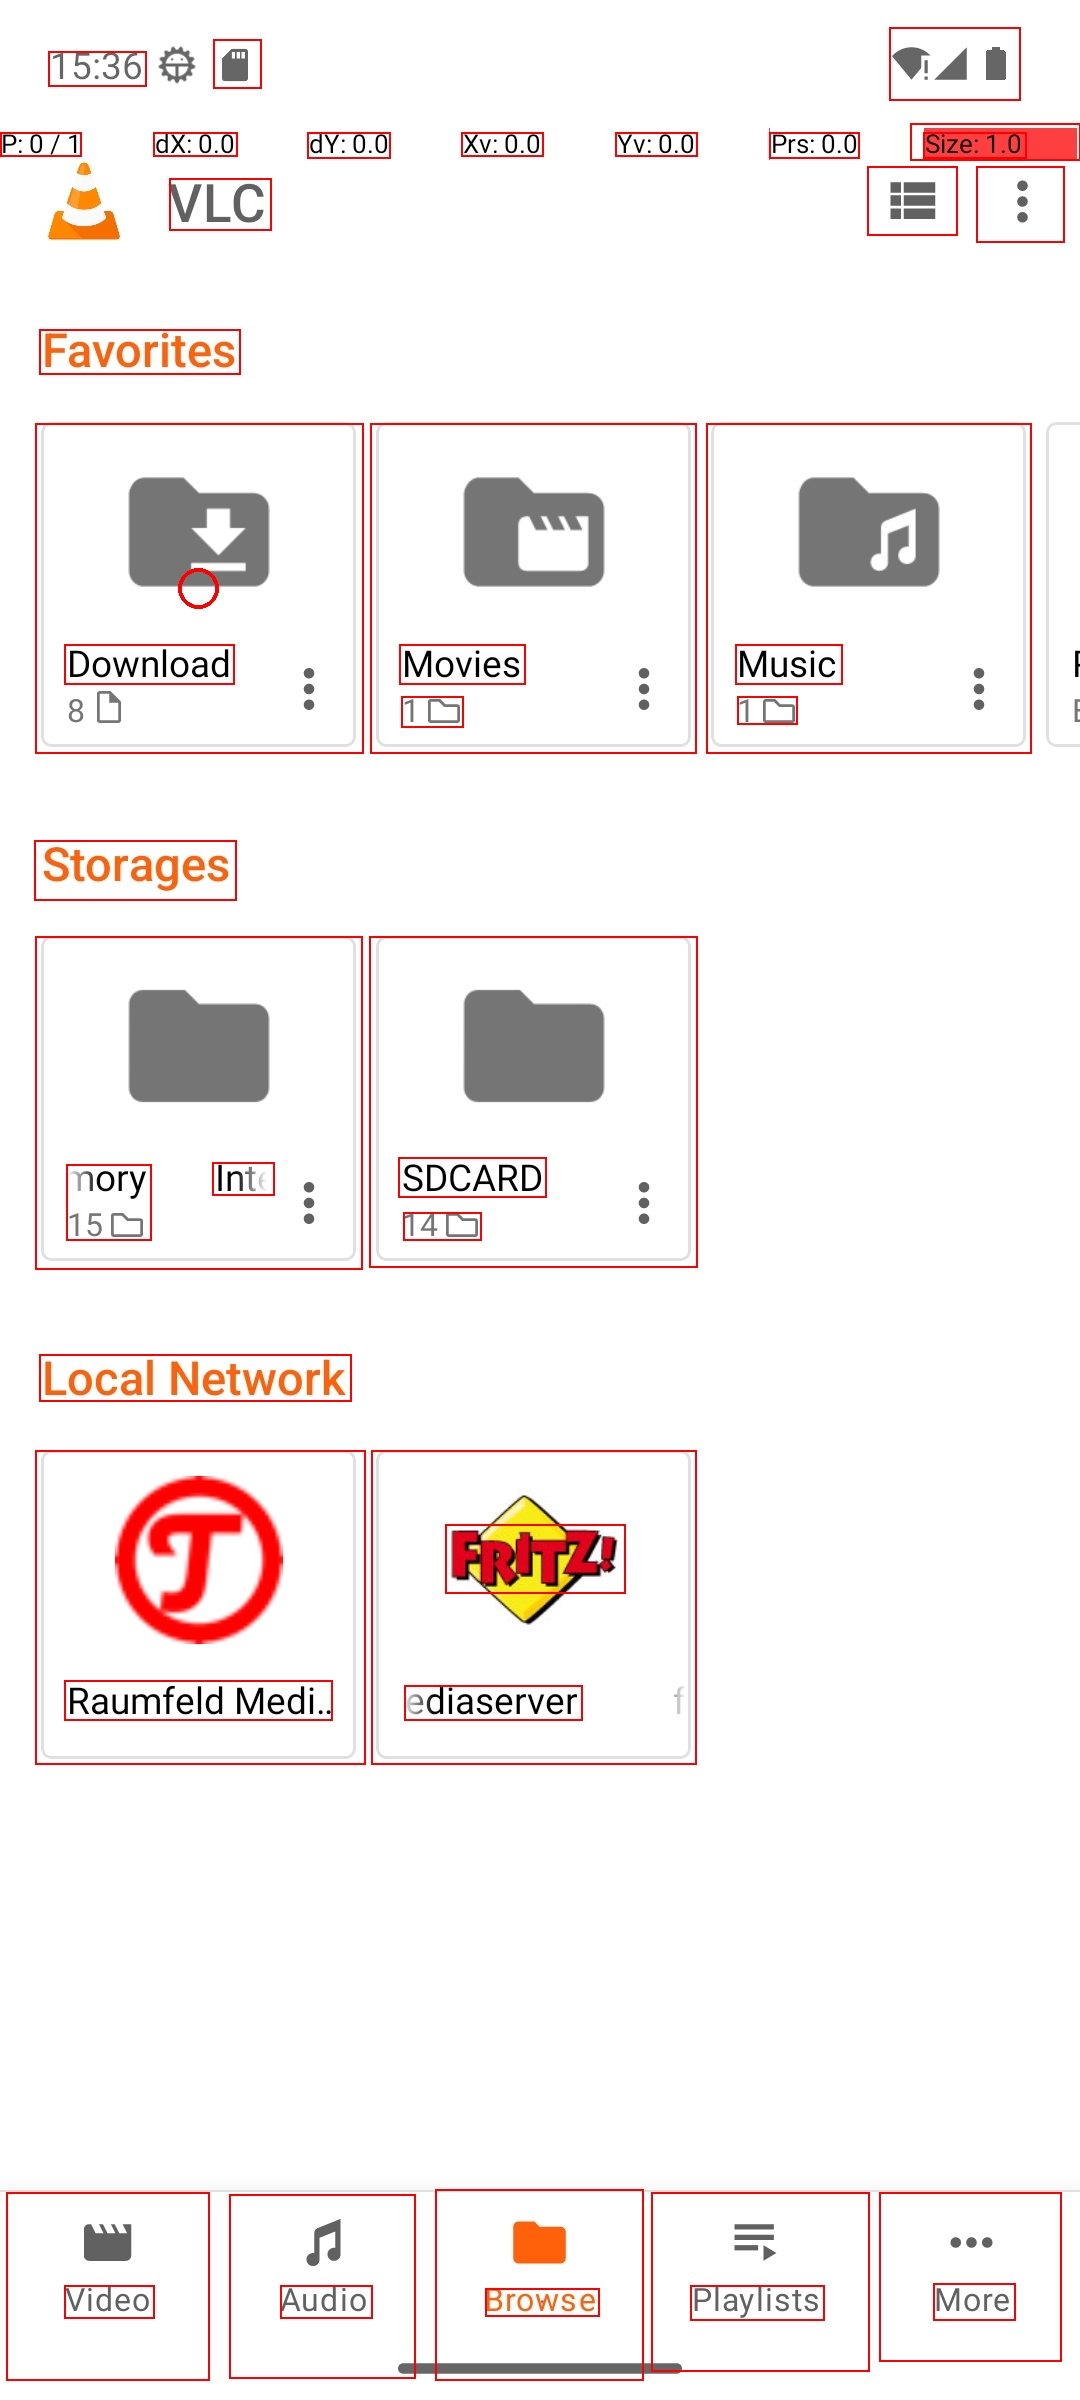 15:36
P: 0 / 1 dX: 0.0 dY: 0.0 Xv: 0.0 Yv: 0.0 Prs: 0.0 Size: 1.0
VLC
Favorites
Download Movies Music
8 1 1
Storages
mory Inte SDCARD
15 14
Local Network
FRITZ!
Raumfeld Medi.. ediaserver f
Video Audio Browse Playlists More